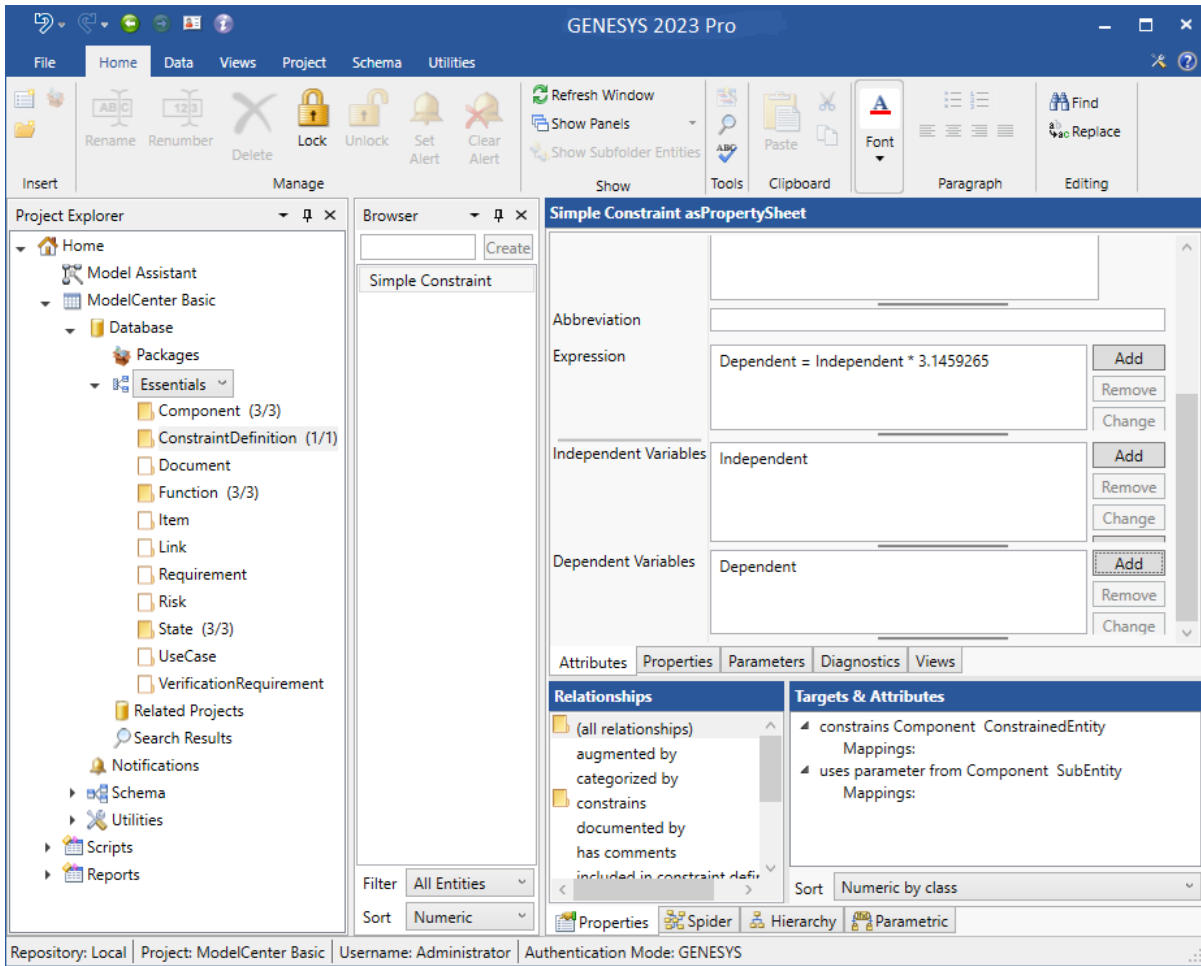 GENESYS 2023 Pro
File Home Data Views Project Schema Utilities
Rename Renumber Delete Lock Unlock Set Alert Clear Alert
Refresh Window
Show Panels
Show Subfolder Entities
ABC
Paste
Font
Find
Replace
Insert Manage Show Tools Clipboard Paragraph Editing
Project Explorer
Home
Model Assistant
ModelCenter Basic
Database
Packages
Essentials
Component (3/3)
ConstraintDefinition (1/1)
Document
Function (3/3)
Item
Link
Requirement
Risk
State (3/3)
UseCase
VerificationRequirement
Related Projects
Search Results
Notifications
Schema
Utilities
Scripts
Reports
Browser
Create
Simple Constraint
Filter All Entities
Sort Numeric
Simple Constraint asPropertySheet
Abbreviation
Expression Dependent = Independent * 3.1459265 Add
Remove
Change
Independent Variables Independent Add
Remove
Change
Dependent Variables Dependent Add
Remove
Change
Attributes Properties Parameters Diagnostics Views
Relationships
(all relationships)
augmented by
categorized by
constrains
documented by
has comments
included in constraint defir
Targets & Attributes
constrains Component ConstrainedEntity
Mappings:
uses parameter from Component SubEntity
Mappings:
Sort Numeric by class
Properties Spider Hierarchy Parametric
Repository: Local Project: ModelCenter Basic Username: Administrator Authentication Mode: GENESYS